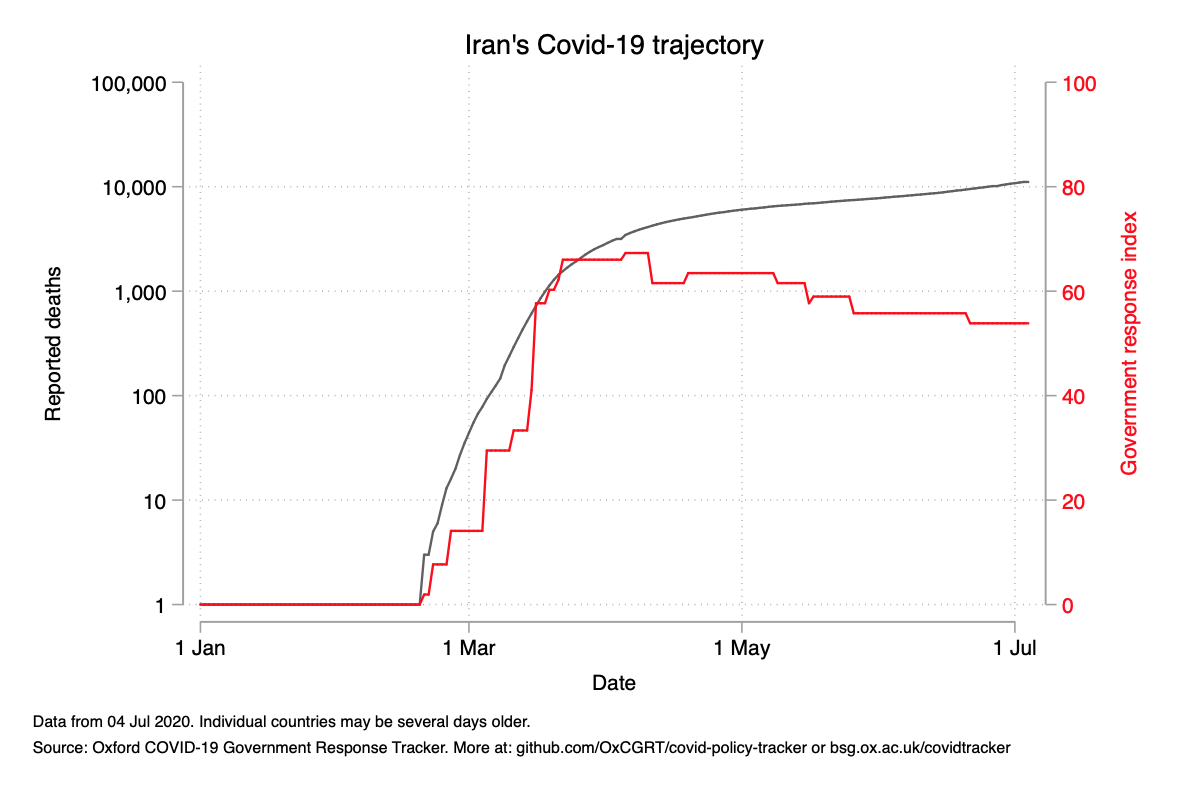 Iran's Covid-19 trajectory
100,000
10,000
1,000
100
10
1
Reported deaths
100
80
60
40
20
0
Government response index
1 Jan 1 Mar 1 May 1 Jul
Date
Data from 04 Jul 2020. Individual countries may be several days older.
Source: Oxford COVID-19 Government Response Tracker. More at: github.com/OxCGRT/covid-policy-tracker or bsg.ox.ac.uk/covidtracker